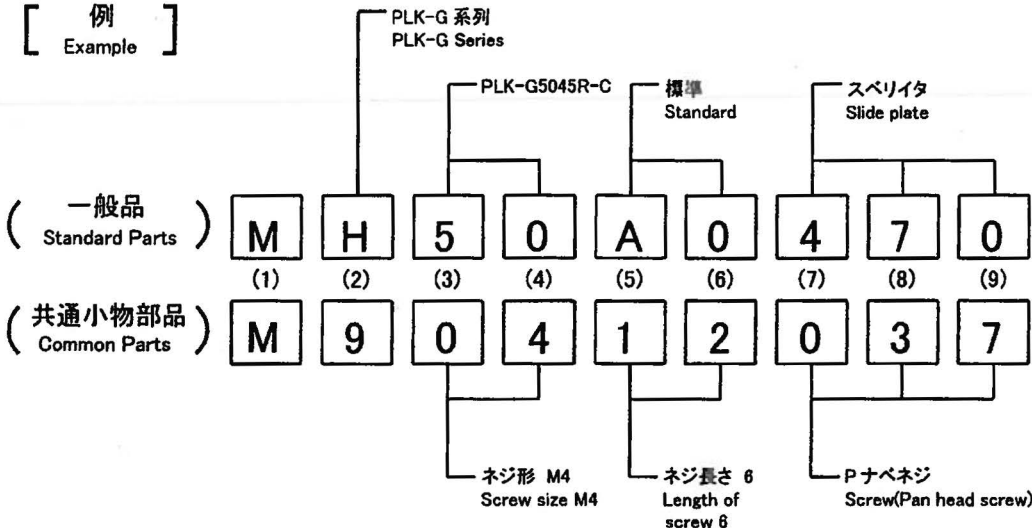 [ 例 ]
Example
PLK-G 系列
PLK-G Series
PLK-G5045R-C
標準
Standard
スベリイタ
Slide plate
( 一般品 )
Standard Parts
M H 5 0 A 0 4 7 0
(1) (2) (3) (4) (5) (6) (7) (8) (9)
( 共通小物部品 )
Common Parts
M 9 0 4 1 2 0 3 7
ネジ形 M4
Screw size M4
ネジ長さ 6
Length of
screw 6
P ナベネジ
Screw(Pan head screw)